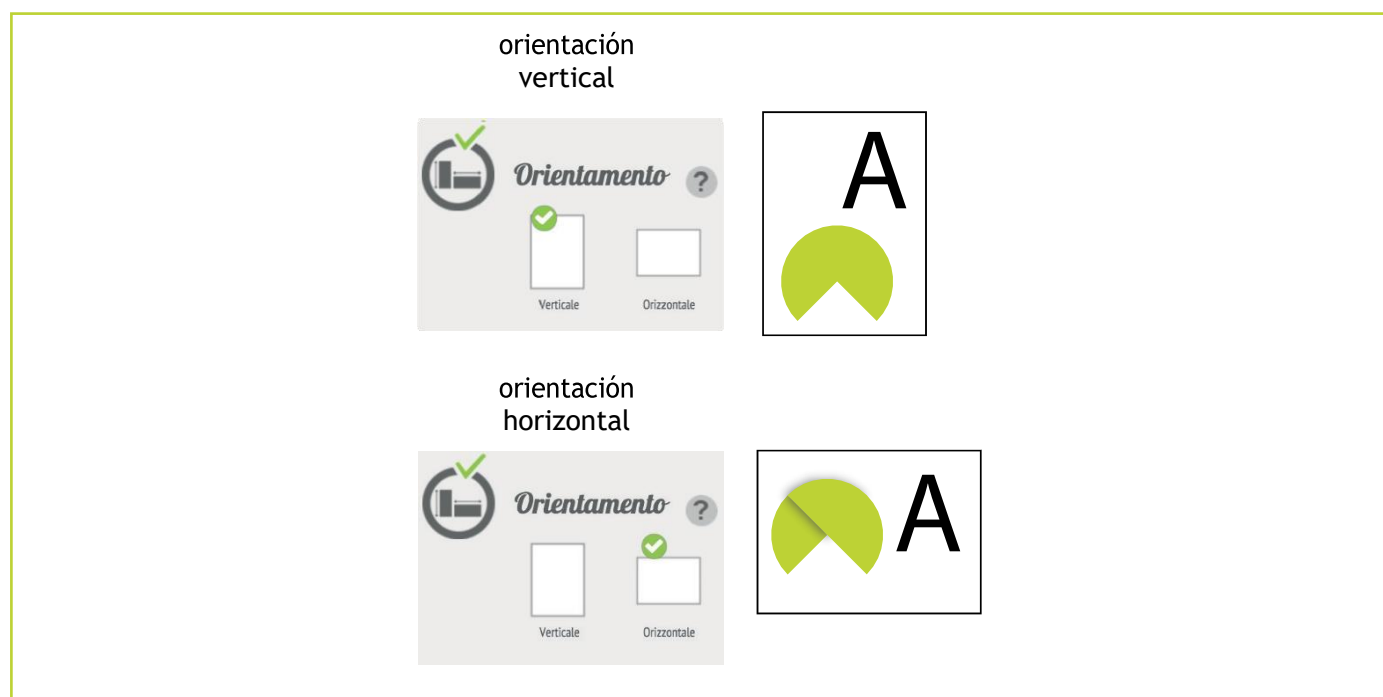 orientación
vertical
Orientamento ?
Verticale Orizzontale
A
orientación
horizontal
Orientamento ?
Verticale Orizzontale
A